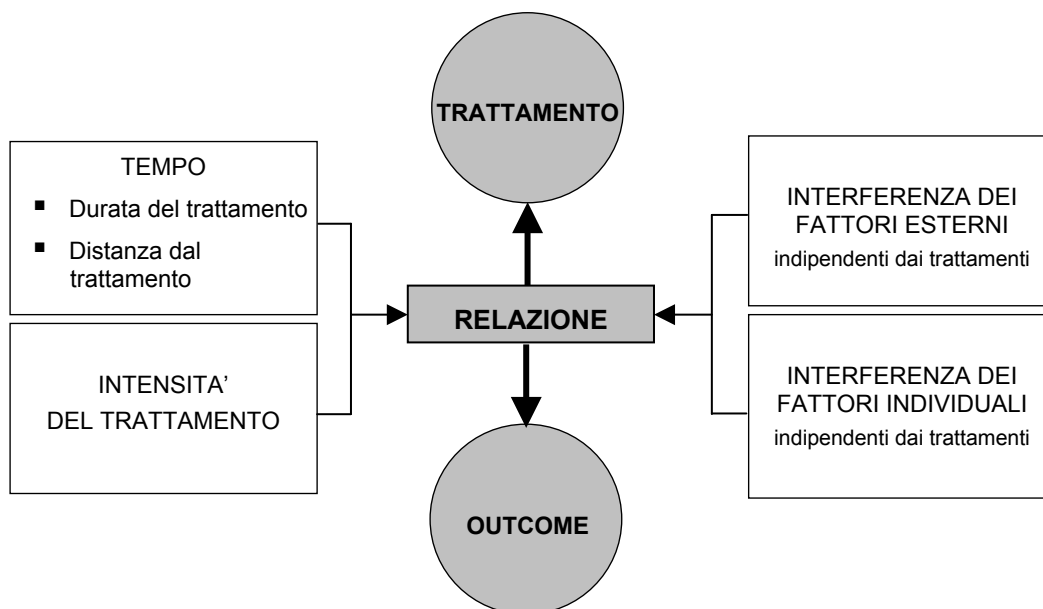 TRATTAMENTO
TEMPO
▪ Durata del trattamento
▪ Distanza dal
trattamento
INTENSITA’
DEL TRATTAMENTO
RELAZIONE
INTERFERENZA DEI
FATTORI ESTERNI
indipendenti dai trattamenti
INTERFERENZA DEI
FATTORI INDIVIDUALI
indipendenti dai trattamenti
OUTCOME